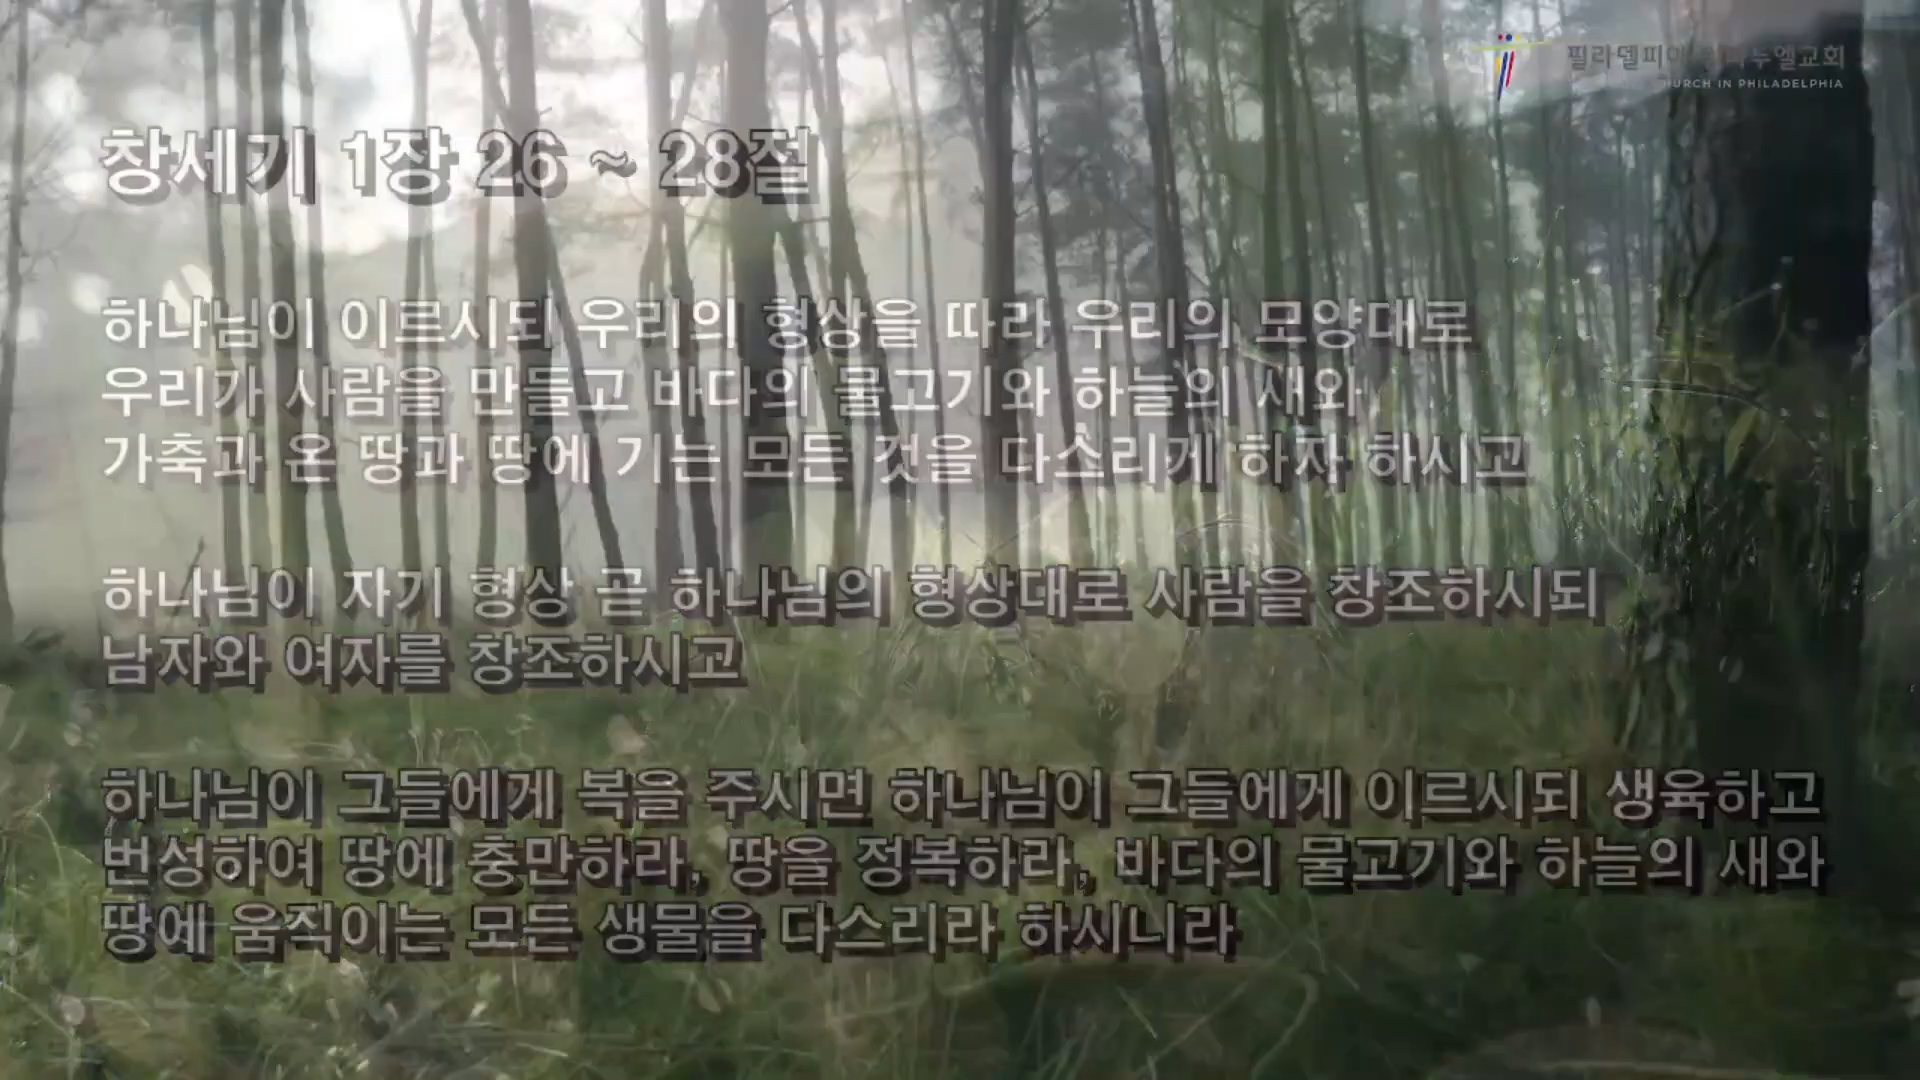 필라델피아 임마누엘교회
CHURCH IN PHILADELPHIA
창세기 1장 26 ~ 28절
하나님이 이르시되 우리의 형상을 따라 우리의 모양대로
우리가 사람을 만들고 바다의 물고기와 하늘의 새와
가축과 온 땅과 땅에 기는 모든 것을 다스리게 하자 하시고
하나님이 자기 형상 곧 하나님의 형상대로 사람을 창조하시되
남자와 여자를 창조하시고
하나님이 그들에게 복을 주시면 하나님이 그들에게 이르시되 생육하고
번성하여 땅에 충만하라, 땅을 정복하라, 바다의 물고기와 하늘의 새와
땅에 움직이는 모든 생물을 다스리라 하시니라